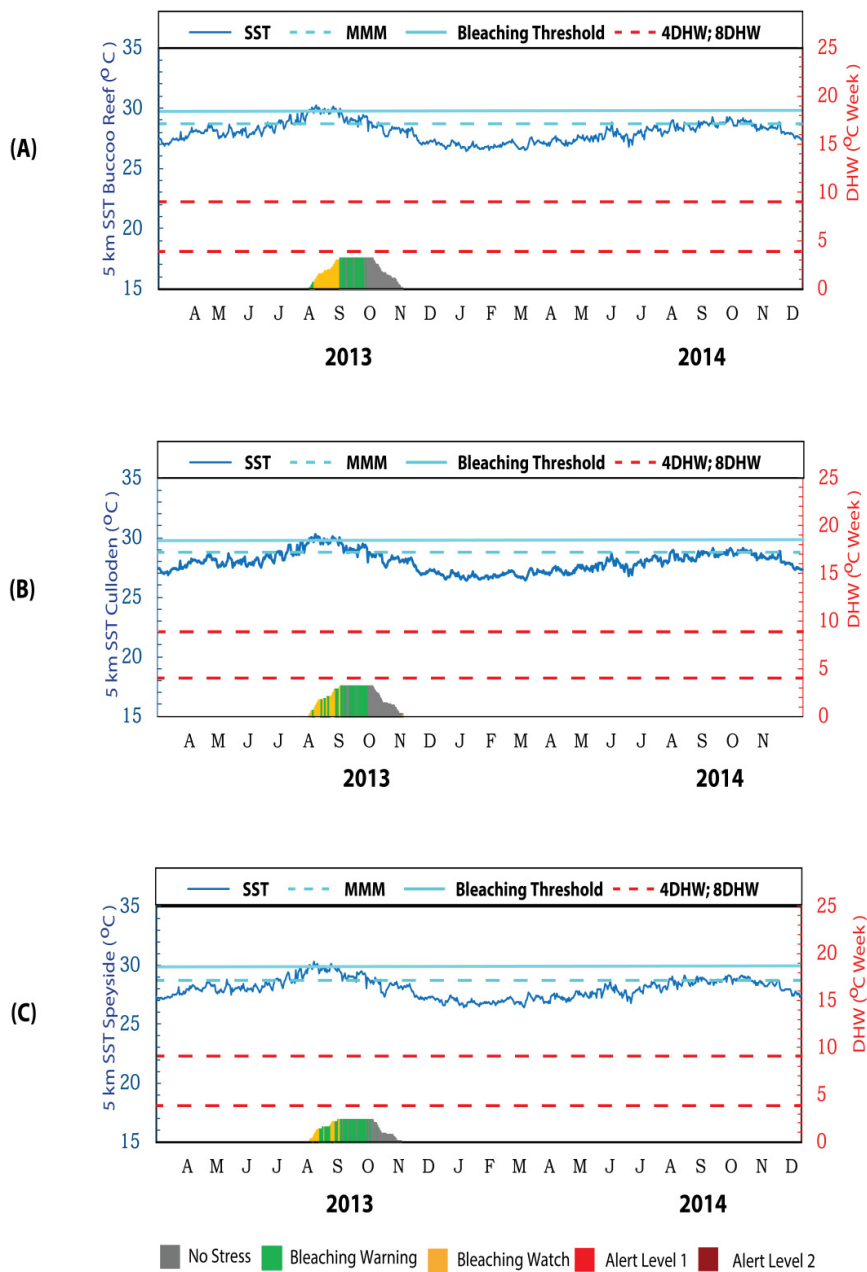 SST MMM Bleaching Threshold 4DHW; 8DHW
(A)
5 km SST Buccoo Reef (°C)
35
30
25
20
15
DHW (°C Week)
25
20
15
10
5
0
A M J J A S O N D J F M A M J J A S O N D
2013 2014
SST MMM Bleaching Threshold 4DHW; 8DHW
(B)
5 km SST Culloden (°C)
35
30
25
20
15
DHW (°C Week)
25
20
15
10
5
0
A M J J A S O N D J F M A M J J A S O N
2013 2014
SST MMM Bleaching Threshold 4DHW; 8DHW
(C)
5 km SST Speyside (°C)
35
30
25
20
15
DHW (°C Week)
25
20
15
10
5
0
A M J J A S O N D J F M A M J J A S O N D
2013 2014
No Stress Bleaching Warning Bleaching Watch Alert Level 1 Alert Level 2